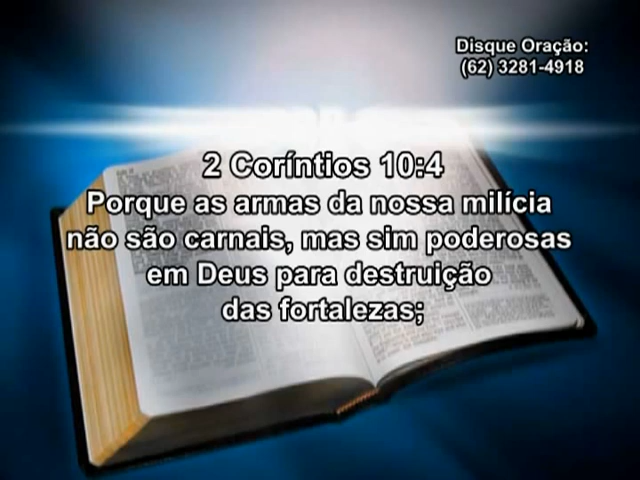 Disque Oração:
(62) 3281-4918
2 Coríntios 10:4
Porque as armas da nossa milícia
não são carnais, mas sim poderosas
em Deus para destruição
das fortalezas;